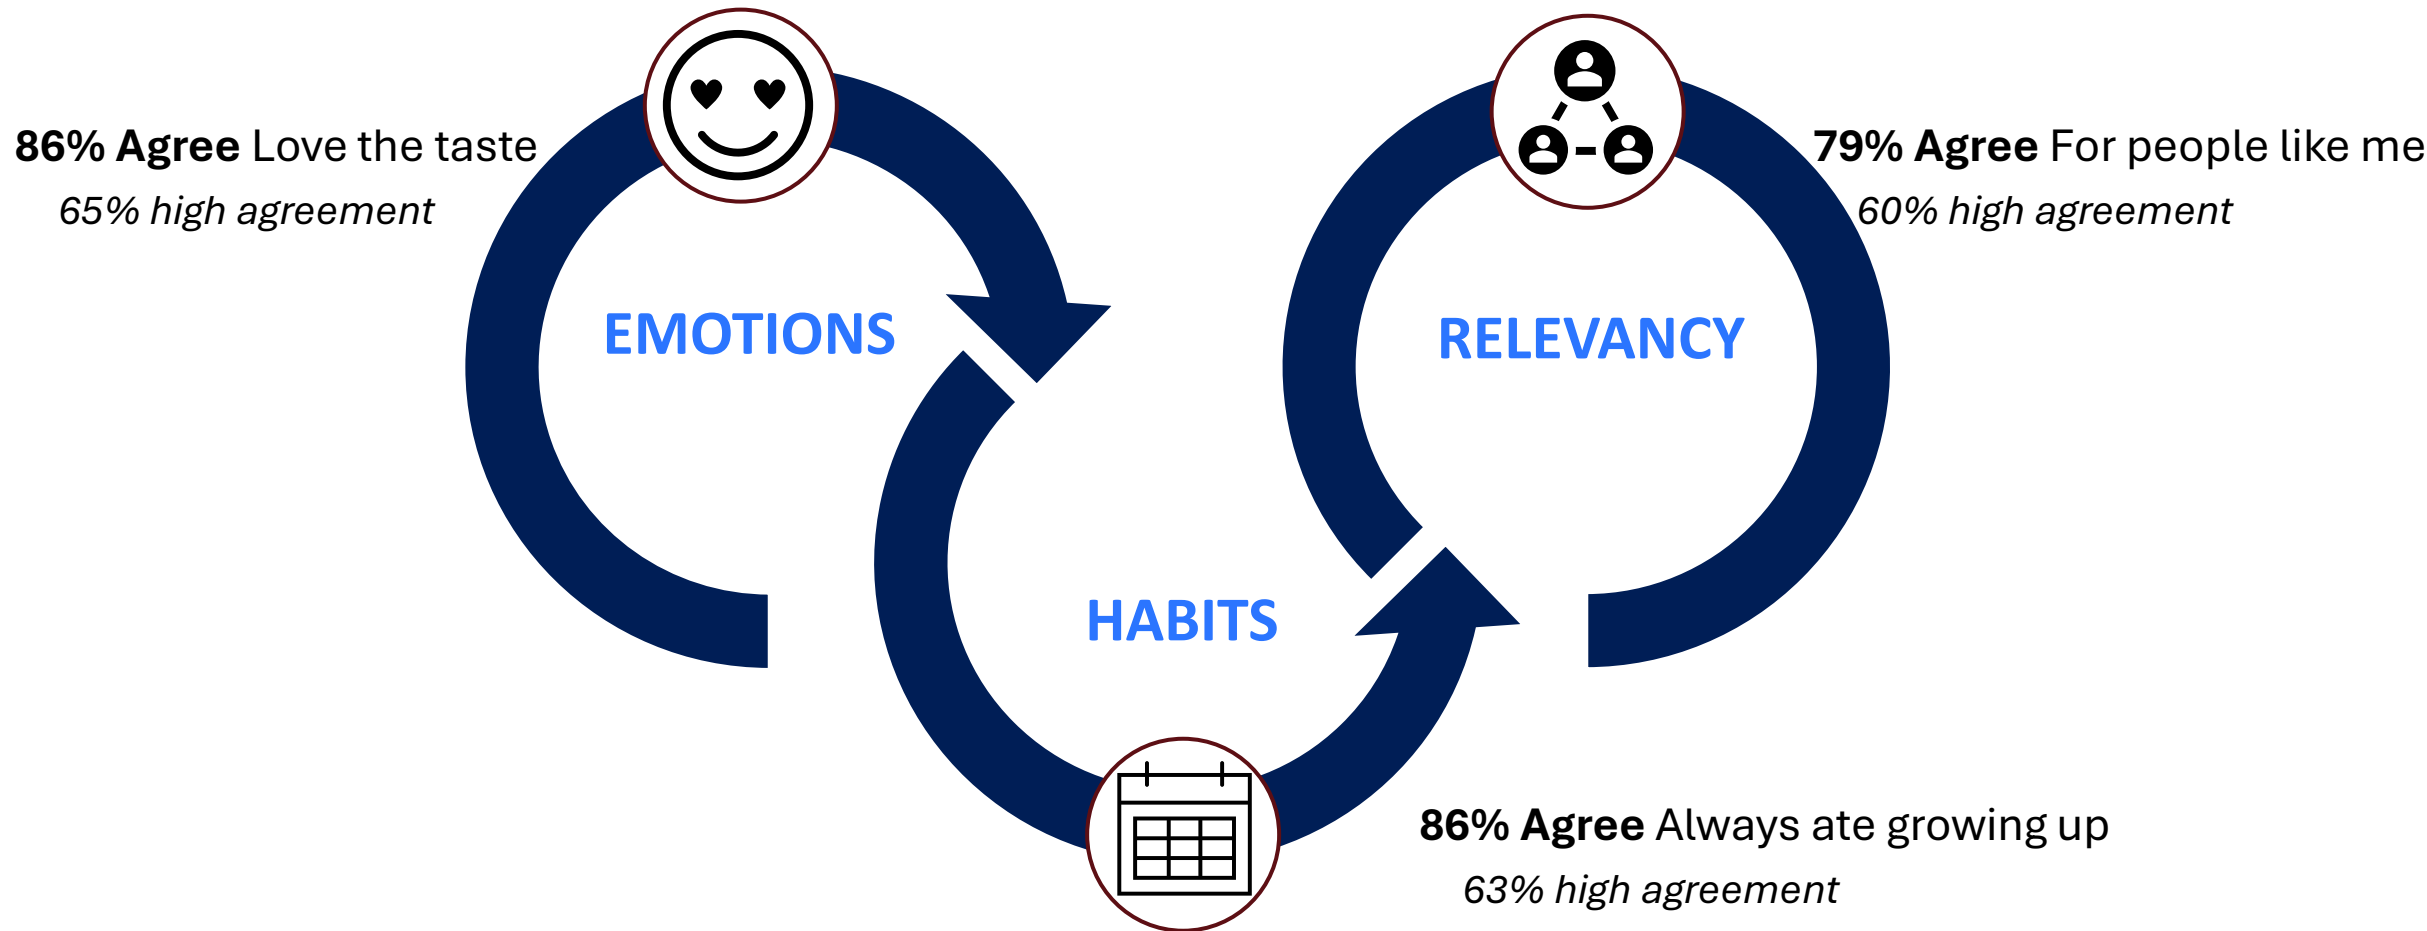 86% Agree Love the taste
65% high agreement
EMOTIONS
79% Agree For people like me
60% high agreement
RELEVANCY
HABITS
86% Agree Always ate growing up
63% high agreement